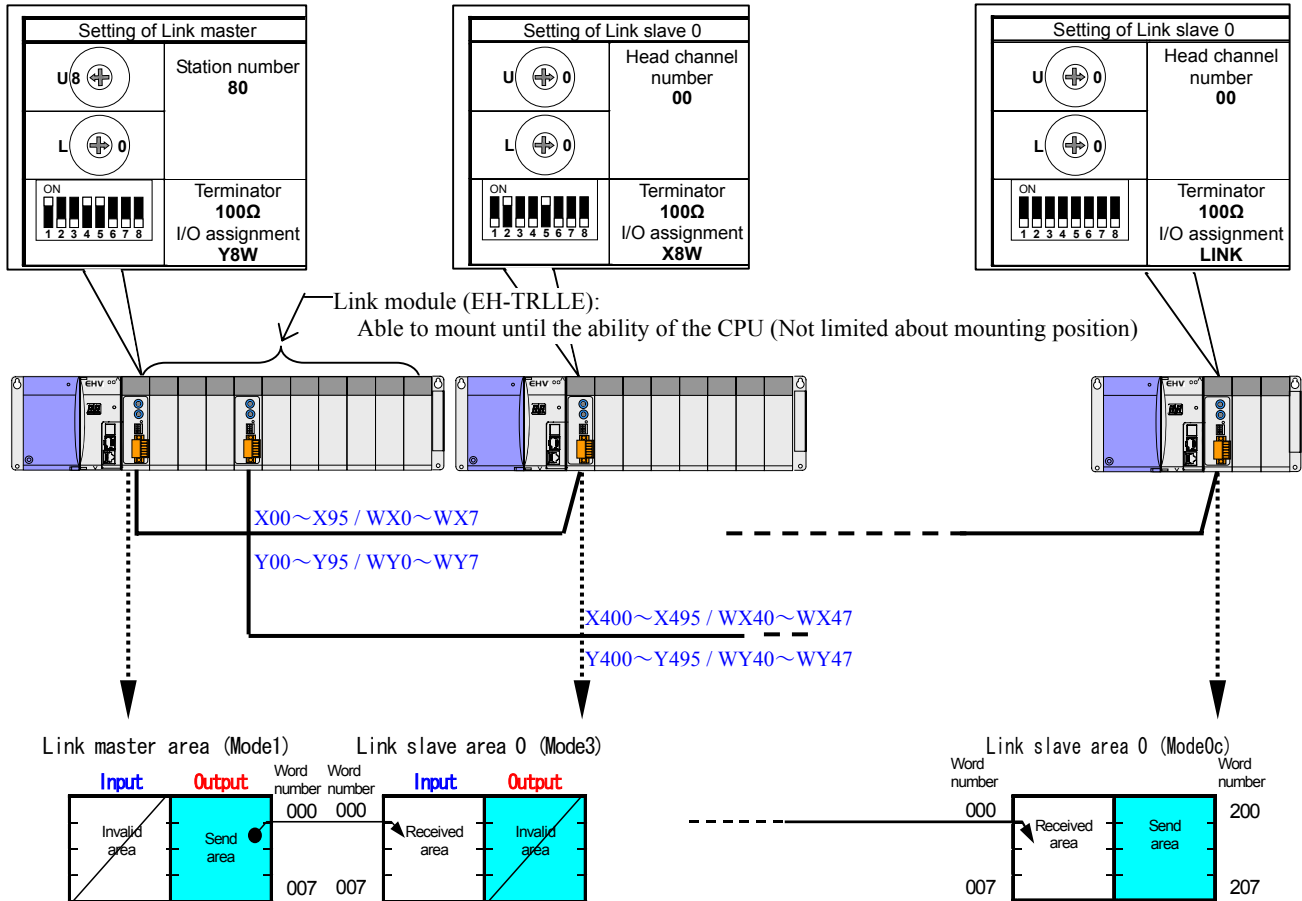 Setting of Link master
U
8
Station number
80
L
0
ON
1 2 3 4 5 6 7 8
Terminator
100Ω
I/O assignment
Y8W
Setting of Link slave 0
U
0
Head channel
number
00
L
0
ON
1 2 3 4 5 6 7 8
Terminator
100Ω
I/O assignment
X8W
Setting of Link slave 0
U
0
Head channel
number
00
L
0
ON
1 2 3 4 5 6 7 8
Terminator
100Ω
I/O assignment
LINK
Link module (EH-TRLLE):
Able to mount until the ability of the CPU (Not limited about mounting position)
EHV
EHV
EHV
X00～X95 / WX0～WX7
Y00～Y95 / WY0～WY7
X400～X495 / WX40～WX47
Y400～Y495 / WY40～WY47
Link master area (Mode1)
Input
Output
Word
number
000
Invalid
area
Send
area
007
Link slave area 0 (Mode3)
Word
number
Input
Output
000
Received
area
Invalid
area
007
Link slave area 0 (Mode0c)
Word
number
Word
number
000
200
Received
area
Send
area
007
207